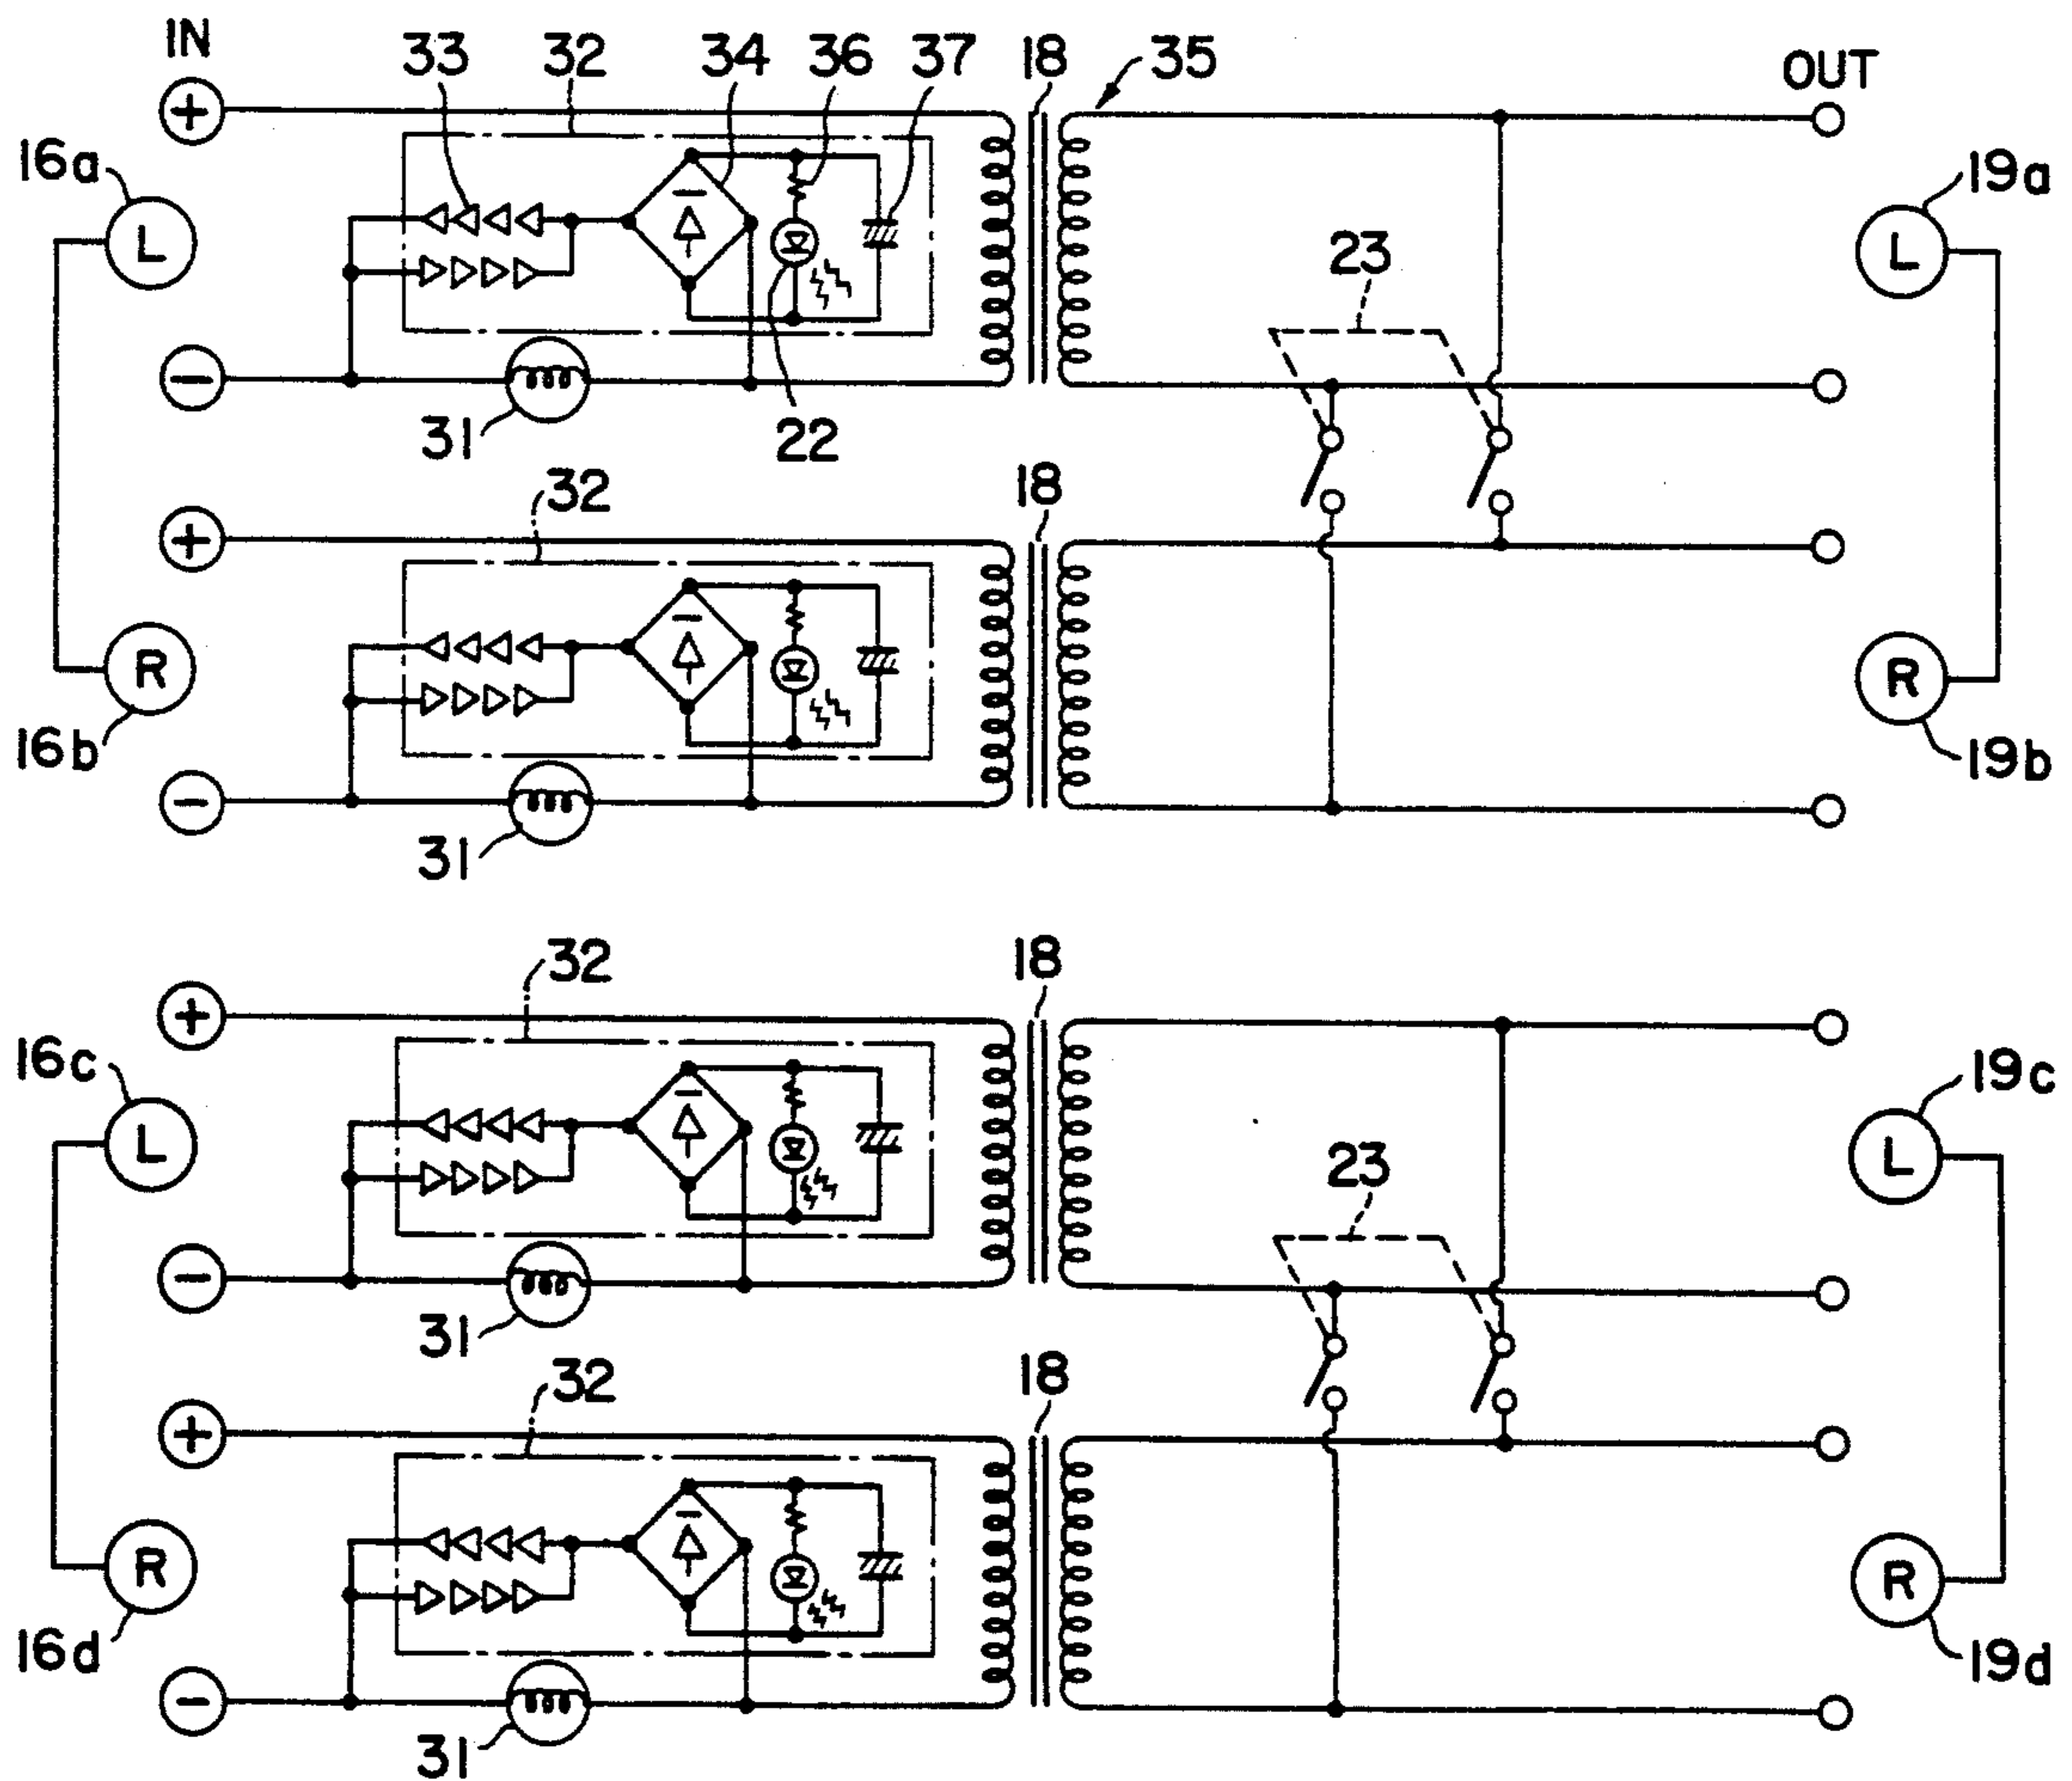 IN
33 32 34 36 37 18 35
OUT
+
16a
L
19a
L
23
−
31
22
32
18
+
R
16b
R
19b
−
31
32
18
+
16c
L
19c
L
23
−
31
32
18
+
R
16d
R
19d
−
31